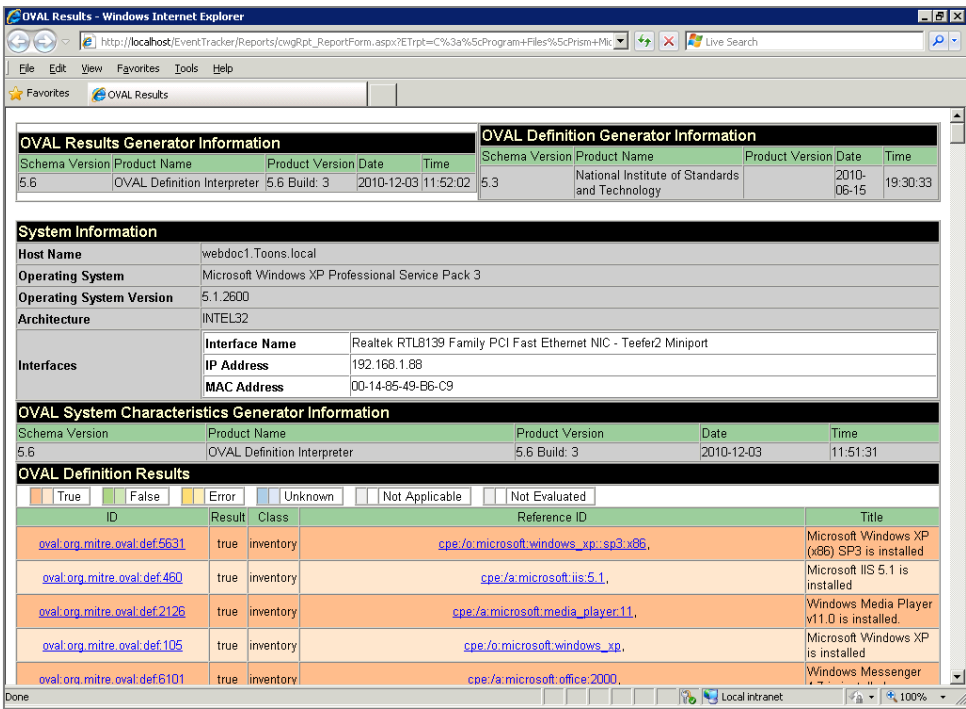 OVAL Results - Windows Internet Explorer
http://localhost/EventTracker/Reports/cwgRpt_ReportForm.aspx?ETrpt=C%3a%5cProgram+Files%5cPrism+Mic
Live Search
File Edit View Favorites Tools Help
Favorites OVAL Results
OVAL Results Generator Information
Schema Version Product Name Product Version Date Time
5.6 OVAL Definition Interpreter 5.6 Build: 3 2010-12-03 11:52:02
OVAL Definition Generator Information
Schema Version Product Name Product Version Date Time
5.3 National Institute of Standards and Technology 2010-06-15 19:30:33
System Information
Host Name webdoc1.Toons.local
Operating System Microsoft Windows XP Professional Service Pack 3
Operating System Version 5.1.2600
Architecture INTEL32
Interfaces
Interface Name Realtek RTL8139 Family PCI Fast Ethernet NIC - Teefer2 Miniport
IP Address 192.168.1.88
MAC Address 00-14-85-49-B6-C9
OVAL System Characteristics Generator Information
Schema Version Product Name Product Version Date Time
5.6 OVAL Definition Interpreter 5.6 Build: 3 2010-12-03 11:51:31
OVAL Definition Results
True False Error Unknown Not Applicable Not Evaluated
ID Result Class Reference ID Title
oval:org.mitre.oval:def:5631 true inventory cpe:/o:microsoft:windows_xp::sp3:x86, Microsoft Windows XP (x86) SP3 is installed
oval:org.mitre.oval:def:460 true inventory cpe:/a:microsoft:iis:5.1, Microsoft IIS 5.1 is installed
oval:org.mitre.oval:def:2126 true inventory cpe:/a:microsoft:media_player:11, Windows Media Player v11.0 is installed.
oval:org.mitre.oval:def:105 true inventory cpe:/o:microsoft:windows_xp, Microsoft Windows XP is installed
oval:org.mitre.oval:def:6101 true inventory cpe:/a:microsoft:office:2000, Windows Messenger
Done Local intranet 100%